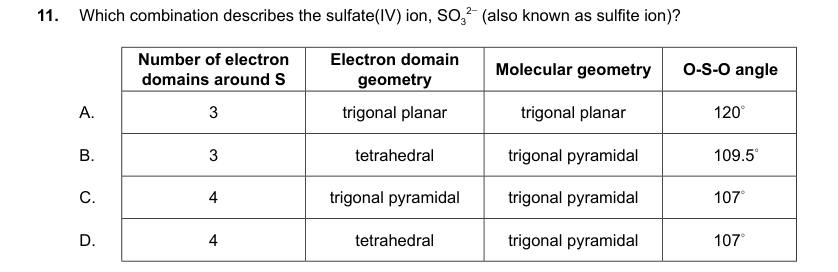 11. Which combination describes the sulfate(IV) ion, SO₃²⁻ (also known as sulfite ion)?
Number of electron domains around S | Electron domain geometry | Molecular geometry | O-S-O angle
A. 3 | trigonal planar | trigonal planar | 120°
B. 3 | tetrahedral | trigonal pyramidal | 109.5°
C. 4 | trigonal pyramidal | trigonal pyramidal | 107°
D. 4 | tetrahedral | trigonal pyramidal | 107°